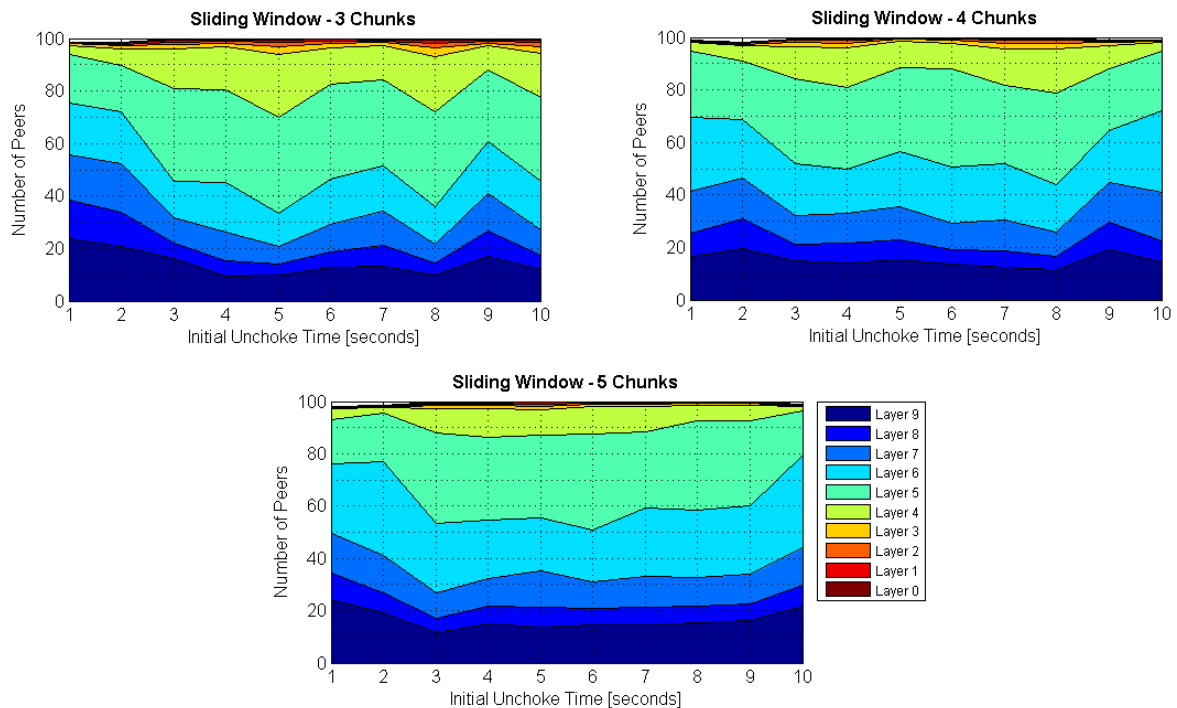 Sliding Window - 3 Chunks
Number of Peers
100
80
60
40
20
0
1 2 3 4 5 6 7 8 9 10
Initial Unchoke Time [seconds]
Sliding Window - 4 Chunks
Number of Peers
100
80
60
40
20
0
1 2 3 4 5 6 7 8 9 10
Initial Unchoke Time [seconds]
Sliding Window - 5 Chunks
Number of Peers
100
80
60
40
20
0
1 2 3 4 5 6 7 8 9 10
Initial Unchoke Time [seconds]
Layer 9
Layer 8
Layer 7
Layer 6
Layer 5
Layer 4
Layer 3
Layer 2
Layer 1
Layer 0